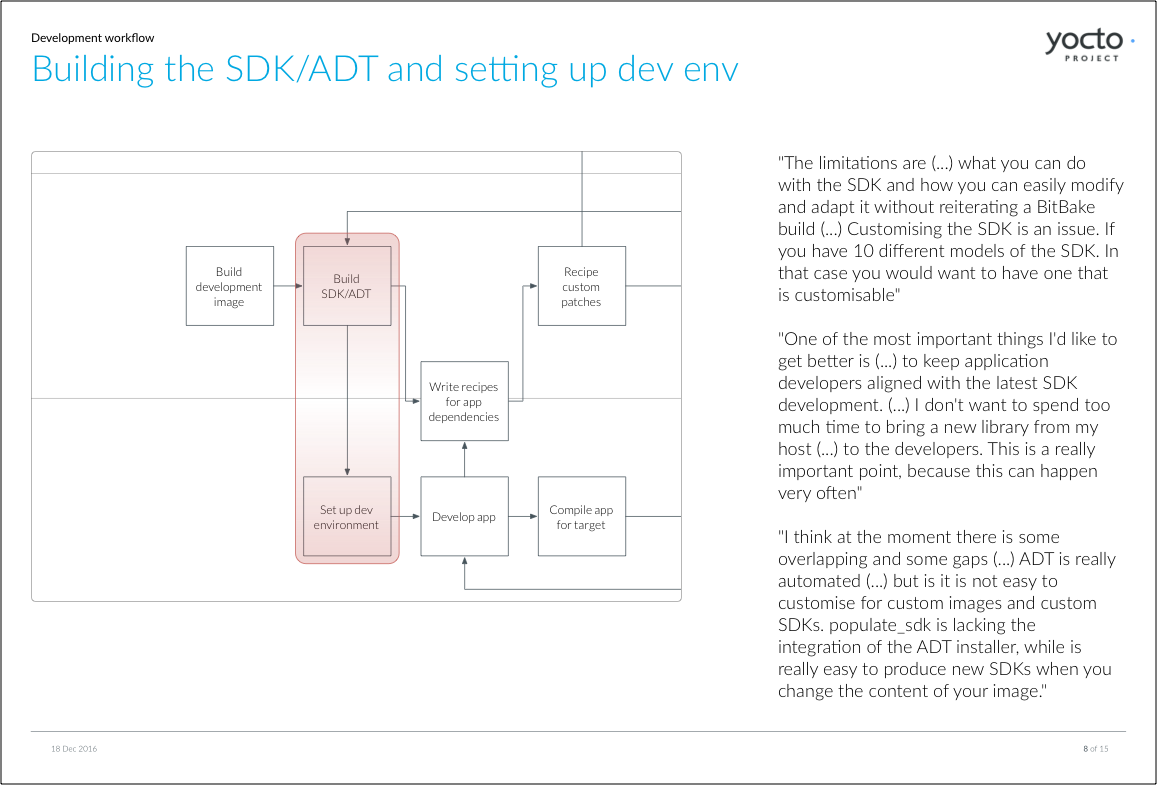 Development workflow
Building the SDK/ADT and setting up dev env
yocto
PROJECT
Build
development
image
Build
SDK/ADT
Recipe
custom
patches
Write recipes
for app
dependencies
Set up dev
environment
Develop app
Compile app
for target
"The limitations are (...) what you can do
with the SDK and how you can easily modify
and adapt it without reiterating a BitBake
build (...) Customising the SDK is an issue. If
you have 10 different models of the SDK. In
that case you would want to have one that
is customisable"
"One of the most important things I'd like to
get better is (...) to keep application
developers aligned with the latest SDK
development. (...) I don't want to spend too
much time to bring a new library from my
host (...) to the developers. This is a really
important point, because this can happen
very often"
"I think at the moment there is some
overlapping and some gaps (...) ADT is really
automated (...) but is it is not easy to
customise for custom images and custom
SDKs. populate_sdk is lacking the
integration of the ADT installer, while is
really easy to produce new SDKs when you
change the content of your image."
18 Dec 2016
8 of 15